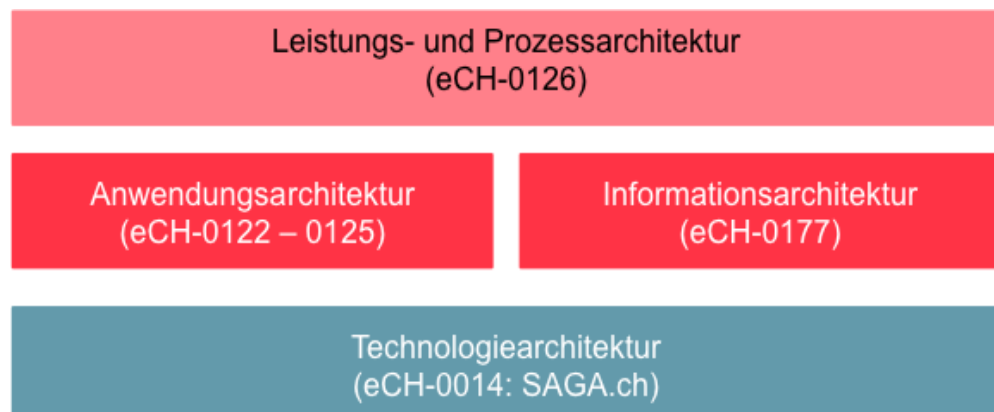 Leistungs- und Prozessarchitektur
(eCH-0126)
Anwendungsarchitektur
(eCH-0122 – 0125)
Informationsarchitektur
(eCH-0177)
Technologiearchitektur
(eCH-0014: SAGA.ch)